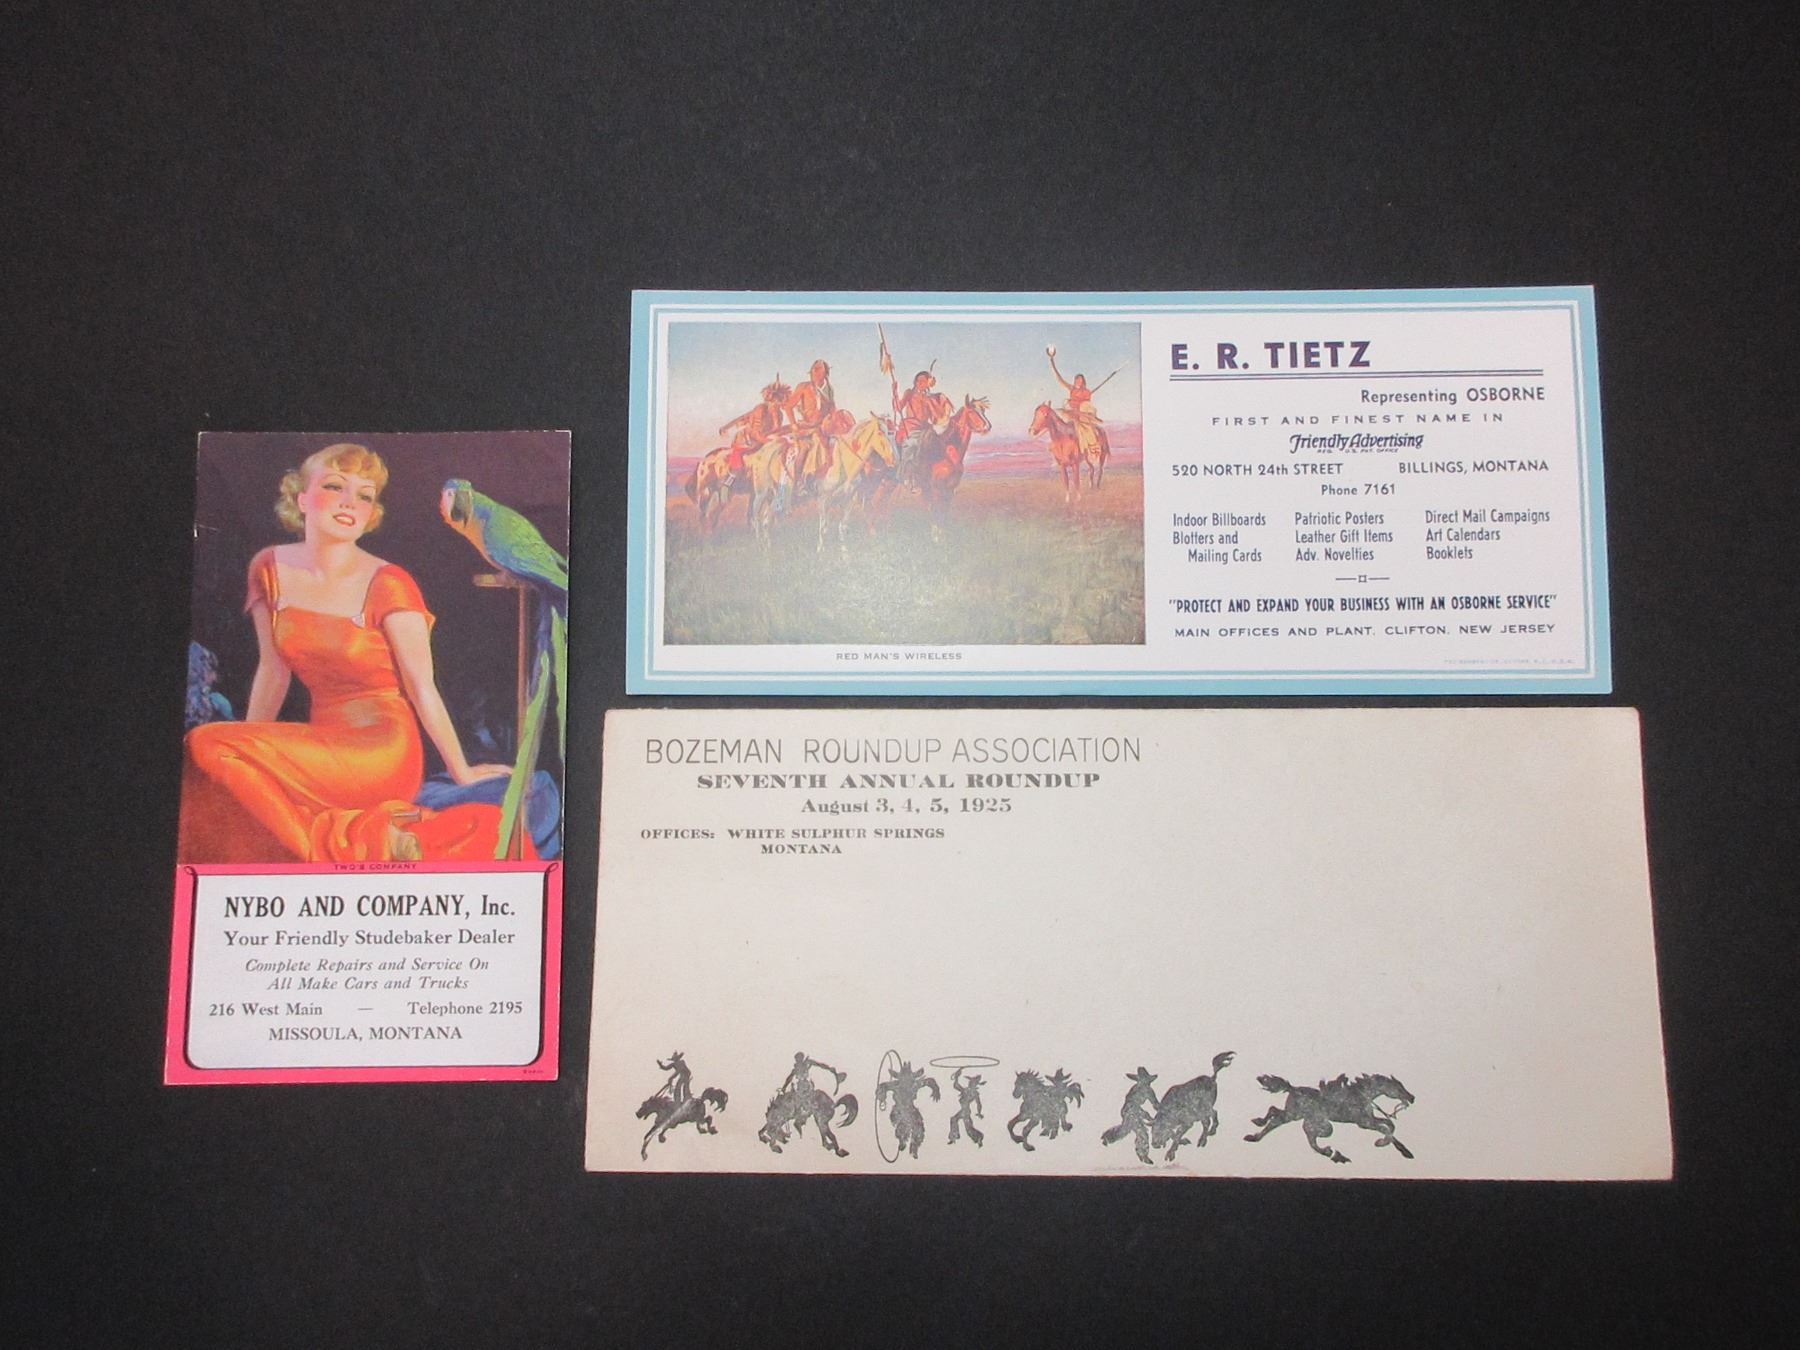 TWO'S COMPANY
NYBO AND COMPANY, Inc.
Your Friendly Studebaker Dealer
Complete Repairs and Service On
All Make Cars and Trucks
216 West Main — Telephone 2195
MISSOULA, MONTANA
RED MAN'S WIRELESS
E. R. TIETZ
Representing OSBORNE
FIRST AND FINEST NAME IN
Friendly Advertising
REG. U.S. PAT. OFFICE
520 NORTH 24th STREET BILLINGS, MONTANA
Phone 7161
Indoor Billboards Patriotic Posters Direct Mail Campaigns
Blotters and Leather Gift Items Art Calendars
Mailing Cards Adv. Novelties Booklets
"PROTECT AND EXPAND YOUR BUSINESS WITH AN OSBORNE SERVICE"
MAIN OFFICES AND PLANT, CLIFTON, NEW JERSEY
BOZEMAN ROUNDUP ASSOCIATION
SEVENTH ANNUAL ROUNDUP
August 3, 4, 5, 1925
OFFICES: WHITE SULPHUR SPRINGS
MONTANA